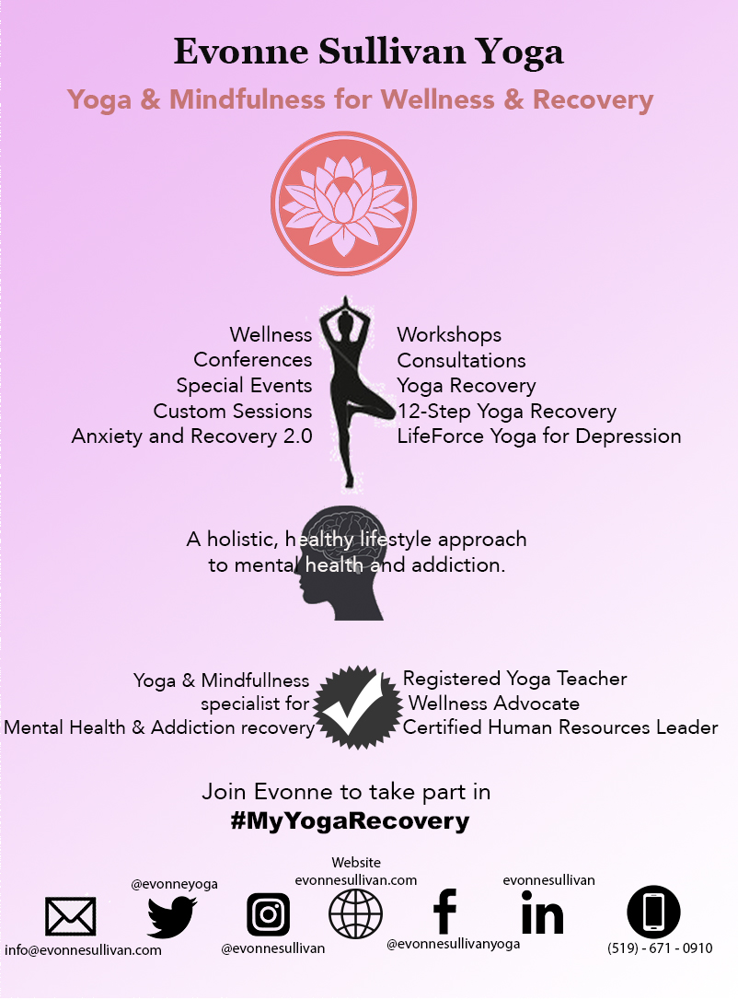 Evonne Sullivan Yoga
Yoga & Mindfulness for Wellness & Recovery
Wellness
Conferences
Special Events
Custom Sessions
Anxiety and Recovery 2.0
Workshops
Consultations
Yoga Recovery
12-Step Yoga Recovery
LifeForce Yoga for Depression
A holistic, healthy lifestyle approach
to mental health and addiction.
Yoga & Mindfullness
specialist for
Mental Health & Addiction recovery
Registered Yoga Teacher
Wellness Advocate
Certified Human Resources Leader
Join Evonne to take part in
#MyYogaRecovery
info@evonnesullivan.com
@evonneyoga
@evonnesullivan
Website
evonnesullivan.com
@evonnesullivanyoga
evonnesullivan
in
(519) - 671 - 0910